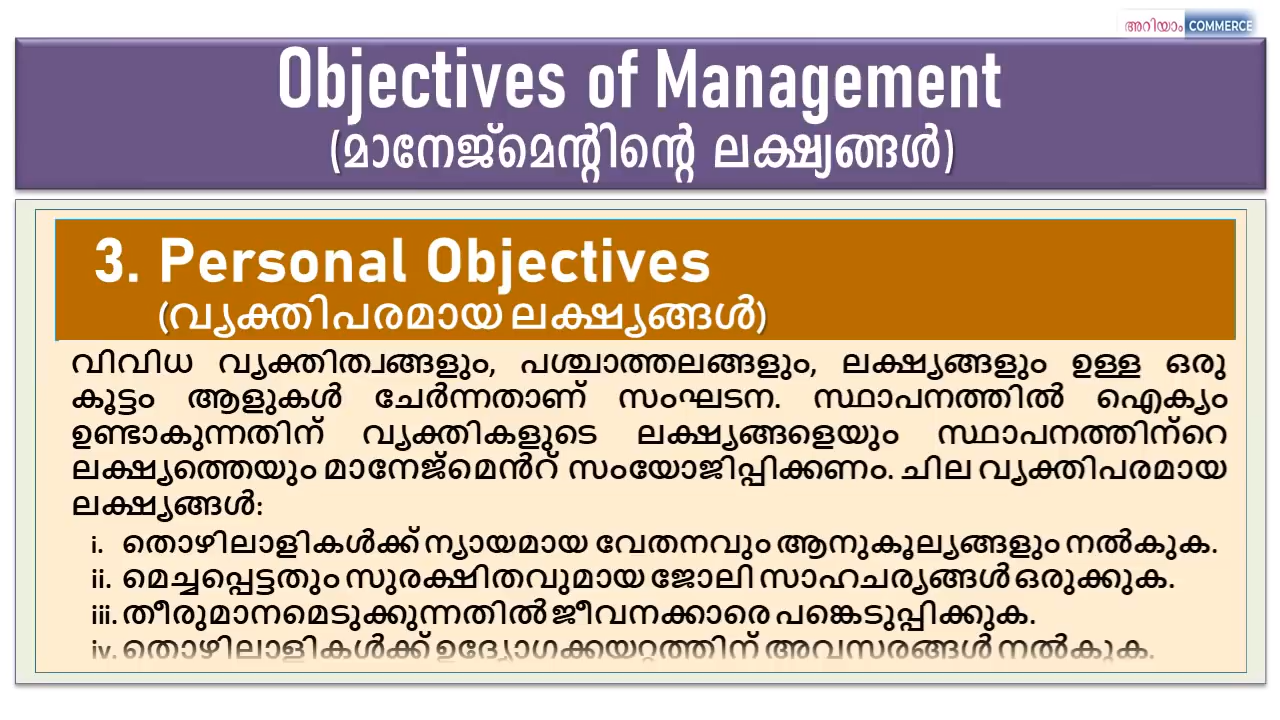 അറിയാം COMMERCE
Objectives of Management
(മാനേജ്മെന്റിന്റെ ലക്ഷ്യങ്ങൾ)
3. Personal Objectives
(വ്യക്തിപരമായ ലക്ഷ്യങ്ങൾ)
വിവിധ വ്യക്തിത്വങ്ങളും, പശ്ചാത്തലങ്ങളും, ലക്ഷ്യങ്ങളും ഉള്ള ഒരു
കൂട്ടം ആളുകൾ ചേർന്നതാണ് സംഘടന. സ്ഥാപനത്തിൽ ഐക്യം
ഉണ്ടാകുന്നതിന് വ്യക്തികളുടെ ലക്ഷ്യങ്ങളെയും സ്ഥാപനത്തിന്റെ
ലക്ഷ്യത്തെയും മാനേജ്മെൻറ് സംയോജിപ്പിക്കണം. ചില വ്യക്തിപരമായ
ലക്ഷ്യങ്ങൾ:
i. തൊഴിലാളികൾക്ക് ന്യായമായ വേതനവും ആനുകൂല്യങ്ങളും നൽകുക.
ii. മെച്ചപ്പെട്ടതും സുരക്ഷിതവുമായ ജോലി സാഹചര്യങ്ങൾ ഒരുക്കുക.
iii. തീരുമാനമെടുക്കുന്നതിൽ ജീവനക്കാരെ പങ്കെടുപ്പിക്കുക.
iv. തൊഴിലാളികൾക്ക് ഉദ്യോഗക്കയറ്റത്തിന് അവസരങ്ങൾ നൽകുക.